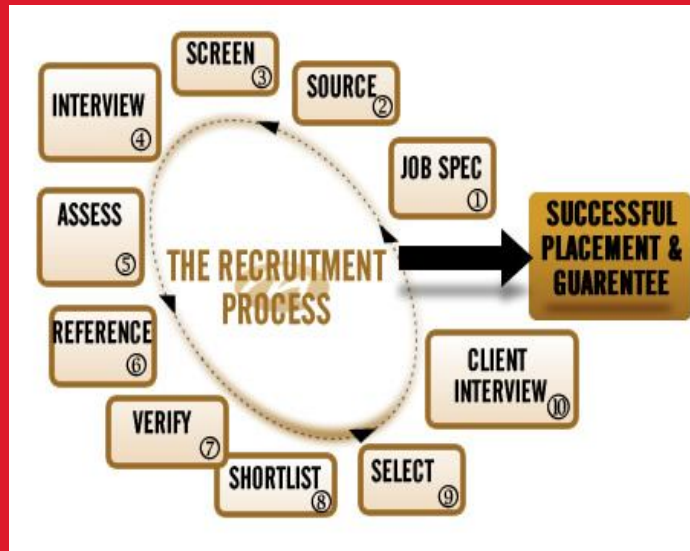 THE RECRUITMENT
PROCESS
JOB SPEC
①
SOURCE
②
SCREEN
③
INTERVIEW
④
ASSESS
⑤
REFERENCE
⑥
VERIFY
⑦
SHORTLIST
⑧
SELECT
⑨
CLIENT
INTERVIEW
⑩
SUCCESSFUL
PLACEMENT &
GUARENTEE